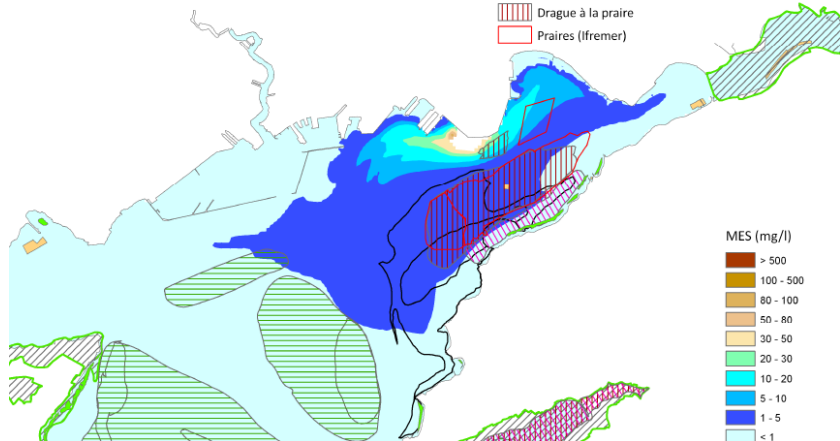 Drague à la praire
Praires (Ifremer)
MES (mg/l)
> 500
100 - 500
80 - 100
50 - 80
30 - 50
20 - 30
10 - 20
5 - 10
1 - 5
< 1